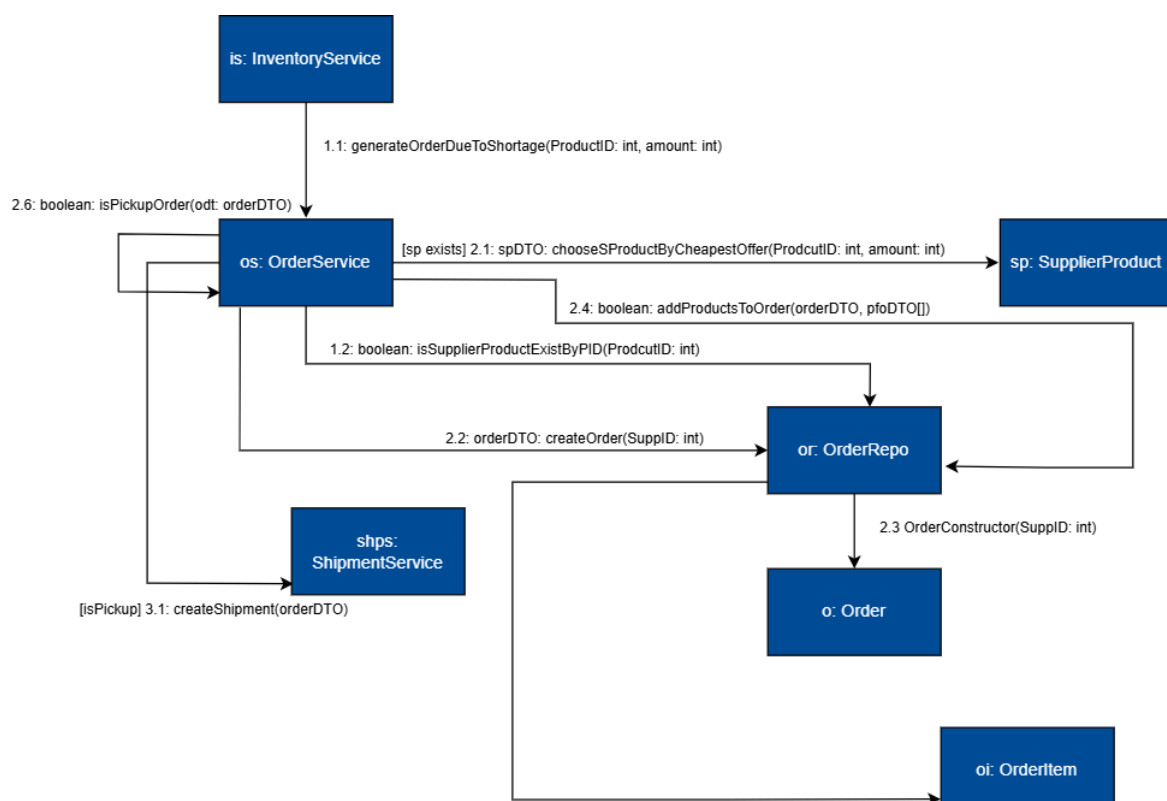 is: InventoryService
1.1: generateOrderDueToShortage(ProductID: int, amount: int)
2.6: boolean: isPickupOrder(odt: orderDTO)
os: OrderService
[sp exists] 2.1: spDTO: chooseSProductByCheapestOffer(ProdcutID: int, amount: int)
sp: SupplierProduct
2.4: boolean: addProductsToOrder(orderDTO, pfoDTO[])
1.2: boolean: isSupplierProductExistByPID(ProdcutID: int)
2.2: orderDTO: createOrder(SuppID: int)
or: OrderRepo
2.3 OrderConstructor(SuppID: int)
shps:
ShipmentService
[isPickup] 3.1: createShipment(orderDTO)
o: Order
oi: OrderItem